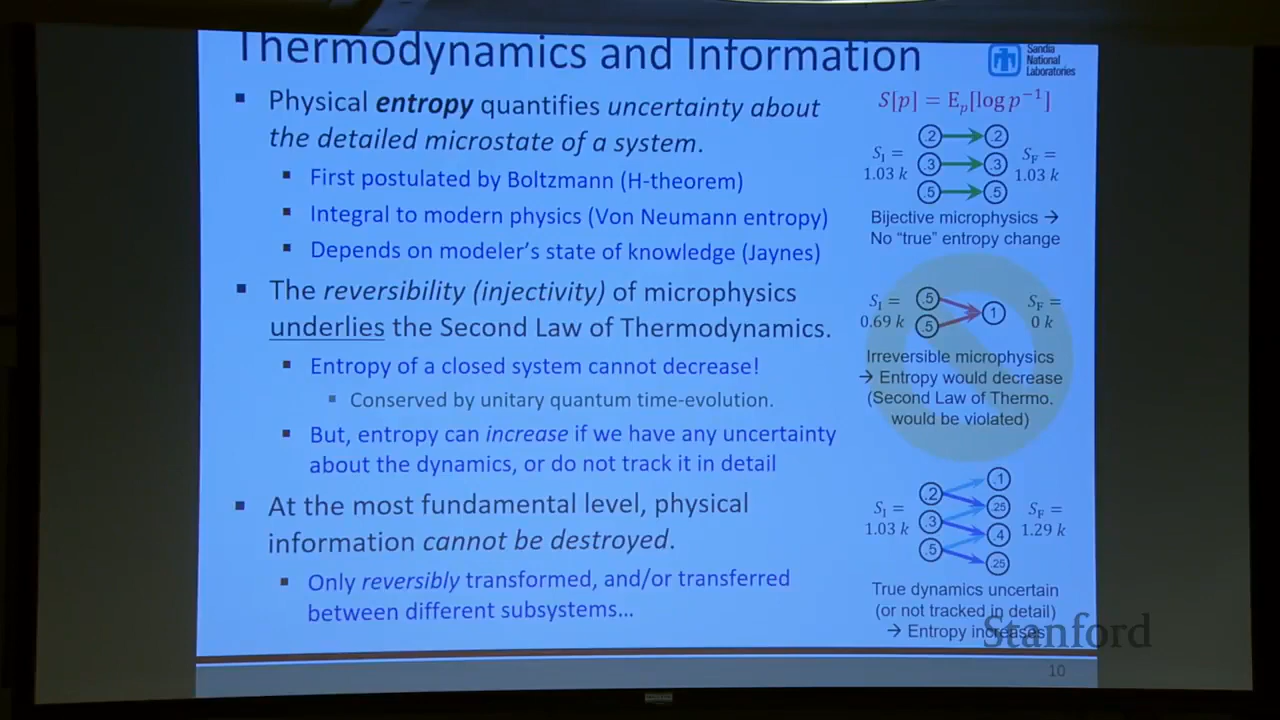 Thermodynamics and Information
Sandia
National
Laboratories
▪ Physical entropy quantifies uncertainty about
the detailed microstate of a system.
▪ First postulated by Boltzmann (H-theorem)
▪ Integral to modern physics (Von Neumann entropy)
▪ Depends on modeler's state of knowledge (Jaynes)
▪ The reversibility (injectivity) of microphysics
underlies the Second Law of Thermodynamics.
▪ Entropy of a closed system cannot decrease!
▪ Conserved by unitary quantum time-evolution.
▪ But, entropy can increase if we have any uncertainty
about the dynamics, or do not track it in detail
▪ At the most fundamental level, physical
information cannot be destroyed.
▪ Only reversibly transformed, and/or transferred
between different subsystems…
S[p] = Eₚ[log p⁻¹]
.2 .2
S_I = 1.03 k
.3 .3
S_F = 1.03 k
.5 .5
Bijective microphysics →
No "true" entropy change
S_I = 0.69 k
.5
.5
1
S_F = 0 k
Irreversible microphysics
→ Entropy would decrease
(Second Law of Thermo.
would be violated)
.1
.2
.25
S_I = 1.03 k
.3
.4
S_F = 1.29 k
.5
.25
True dynamics uncertain
(or not tracked in detail)
→ Entropy increases
Stanford
10